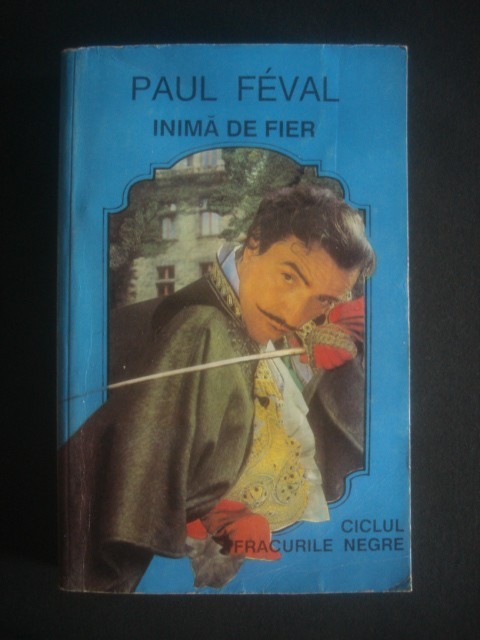 PAUL FÉVAL
INIMĂ DE FIER
CICLUL
FRACURILE NEGRE